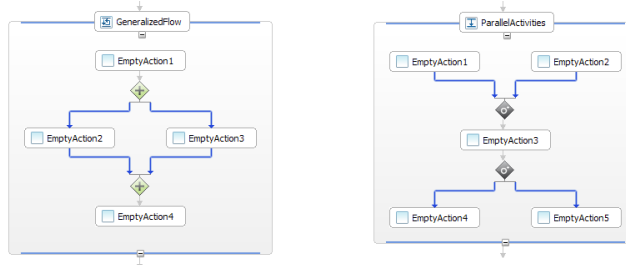 GeneralizedFlow
EmptyAction1
EmptyAction2 EmptyAction3
EmptyAction4
ParallelActivities
EmptyAction1 EmptyAction2
EmptyAction3
EmptyAction4 EmptyAction5